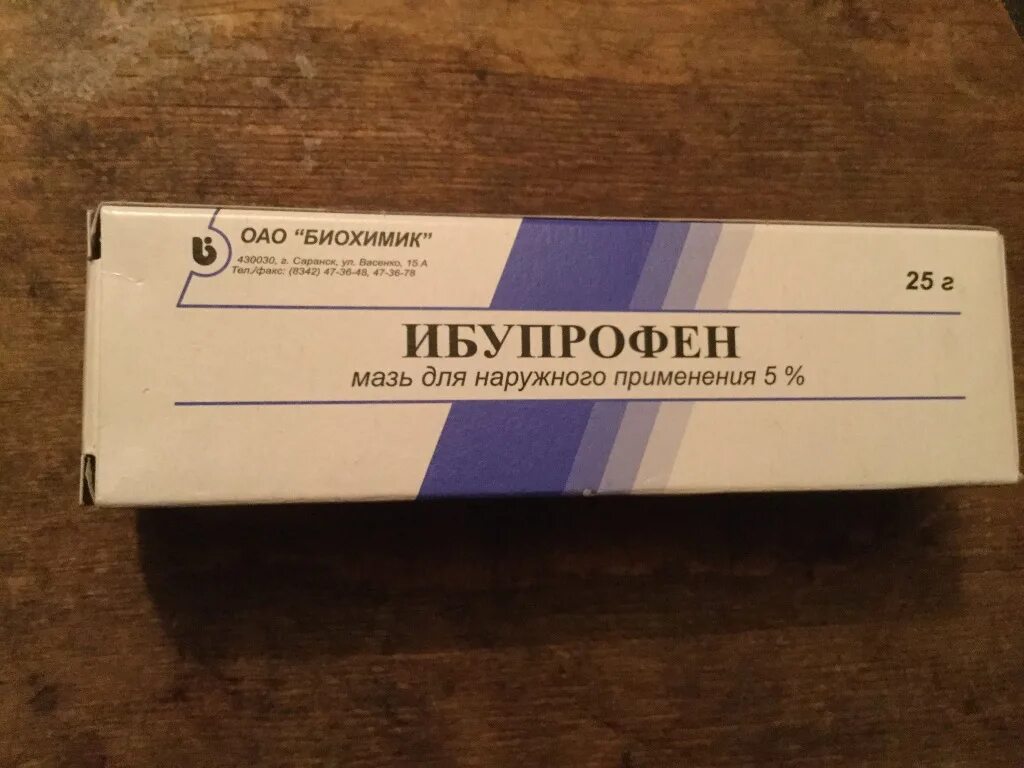 ОАО "БИОХИМИК"
430030, г. Саранск, ул. Васенко, 15 А
Тел./факс: (8342) 47-36-48, 47-36-78
25 г
ИБУПРОФЕН
мазь для наружного применения 5 %